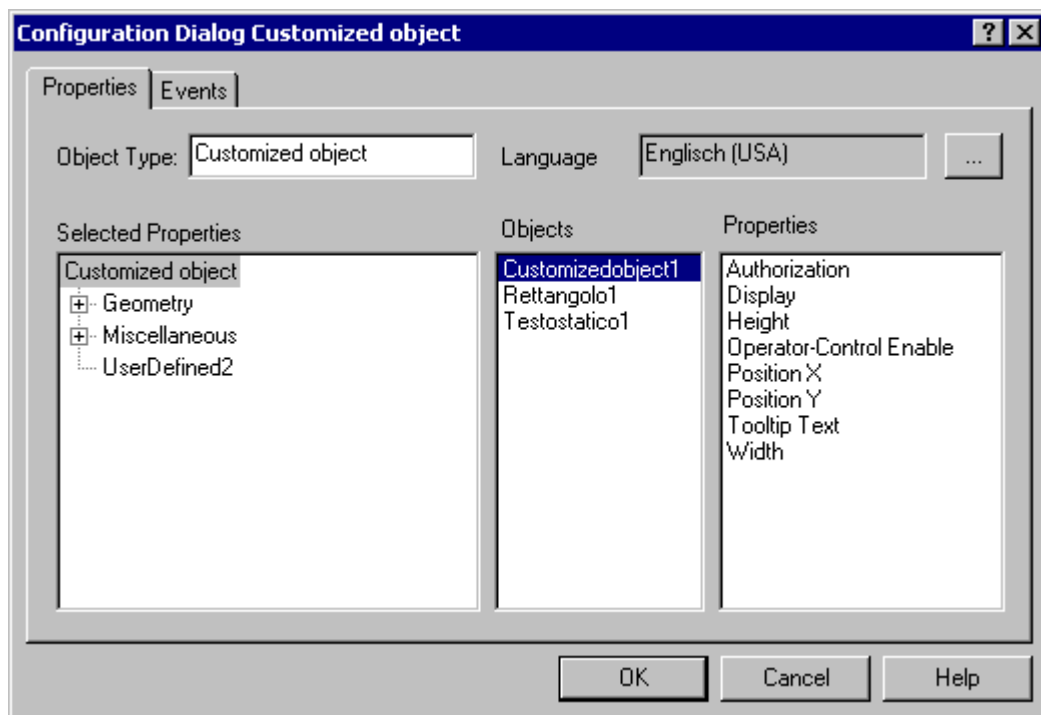 Configuration Dialog Customized object
Properties
Events
Object Type:
Customized object
Language
Englisch (USA)
...
Selected Properties
Customized object
Geometry
Miscellaneous
UserDefined2
Objects
Customizedobject1
Rettangolo1
Testostatico1
Properties
Authorization
Display
Height
Operator-Control Enable
Position X
Position Y
Tooltip Text
Width
OK
Cancel
Help